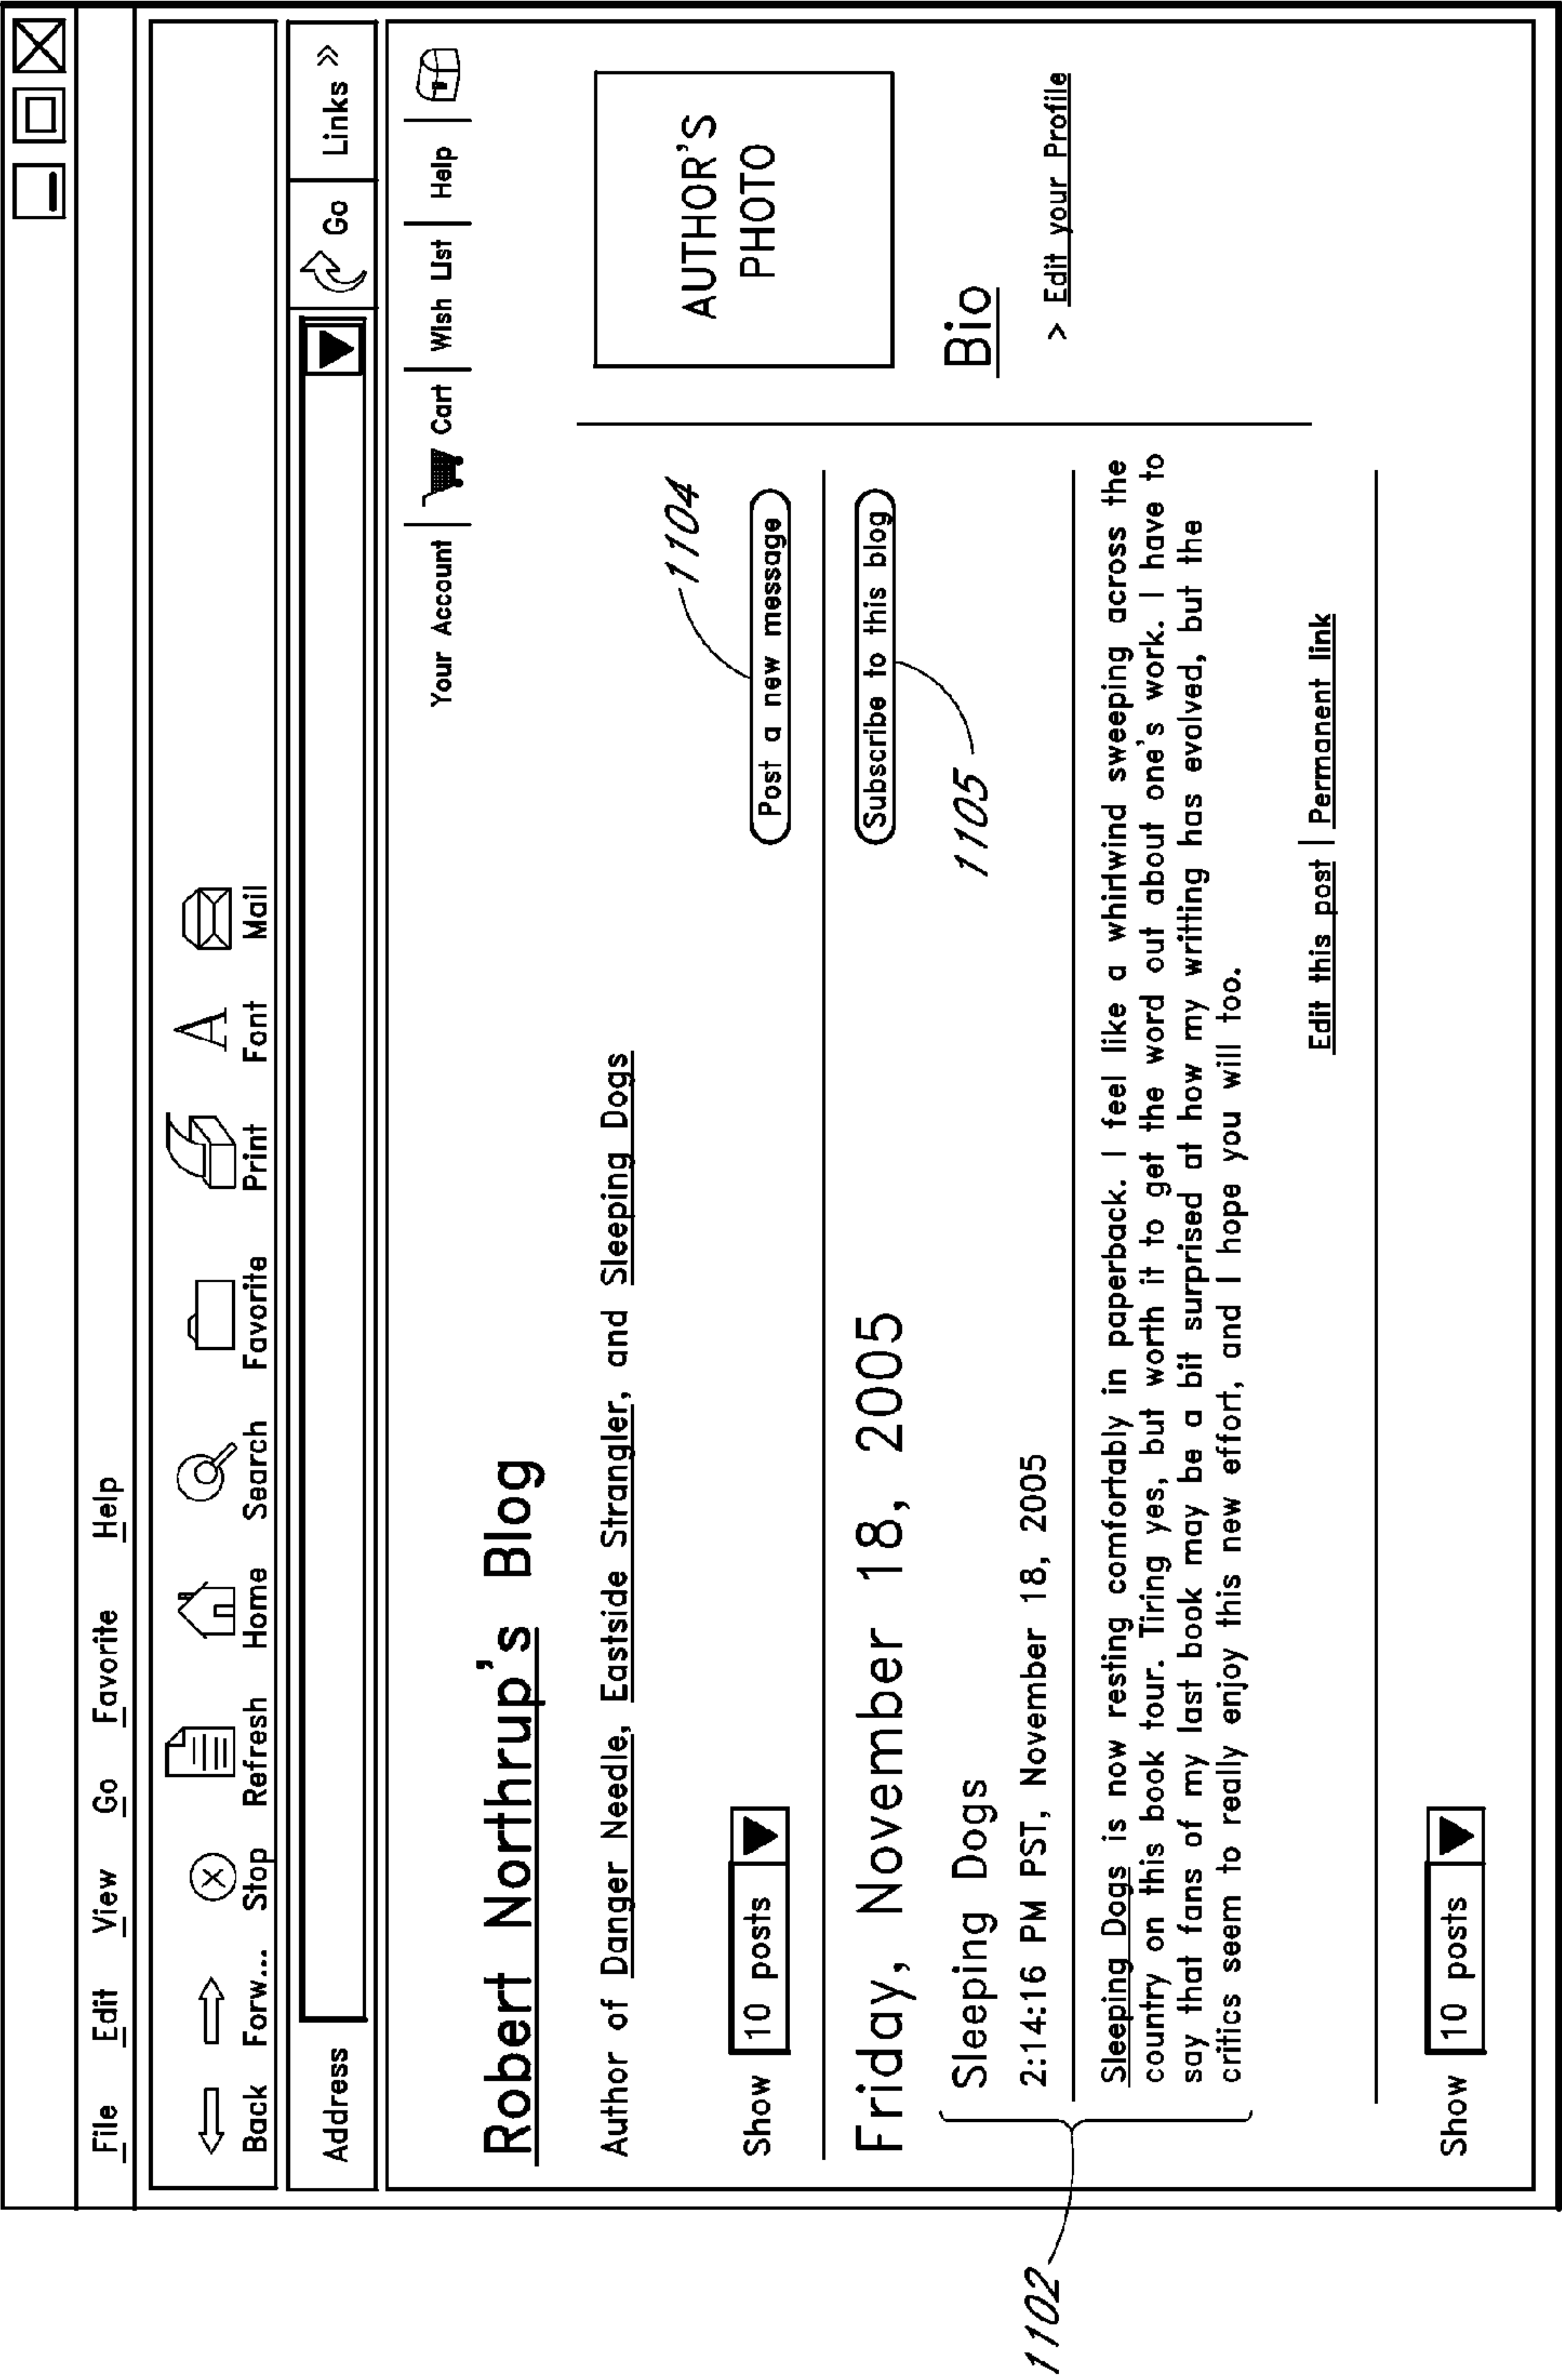 File Edit View Go Favorite Help
Back Forw... Stop Refresh Home Search Favorite Print Font Mail
Address Go Links »
Your Account Cart Wish List Help
Robert Northrup's Blog
Author of Danger Needle, Eastside Strangler, and Sleeping Dogs
AUTHOR'S
PHOTO
1104
Show 10 posts Post a new message
Friday, November 18, 2005 Subscribe to this blog
Bio
Sleeping Dogs
1105
2:14:16 PM PST, November 18, 2005
> Edit your Profile
1102
Sleeping Dogs is now resting comfortably in paperback. I feel like a whirlwind sweeping across the
country on this book tour. Tiring yes, but worth it to get the word out about one's work. I have to
say that fans of my last book may be a bit surprised at how my writing has evolved, but the
critics seem to really enjoy this new effort, and I hope you will too.
Edit this post | Permanent link
Show 10 posts